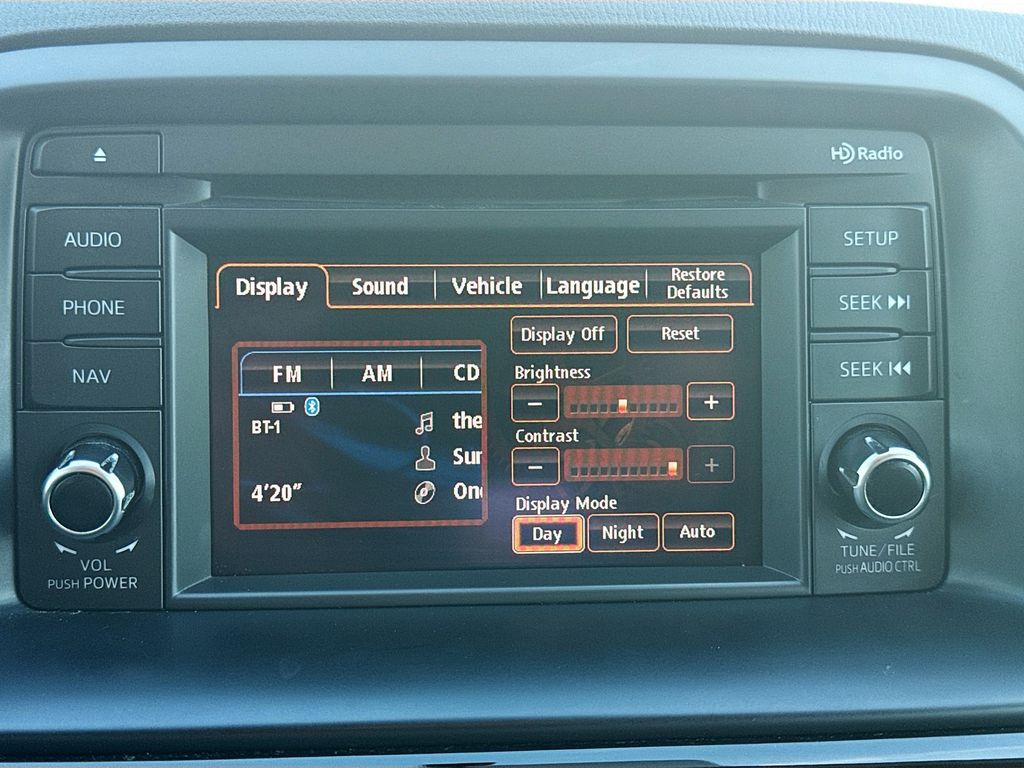 HD Radio
AUDIO
PHONE
NAV
VOL
PUSH POWER
Display Sound Vehicle Language Restore Defaults
Display Off Reset
FM AM CD
BT-1
4'20"
the
Sun
On
Brightness
− +
Contrast
− +
Display Mode
Day Night Auto
SETUP
SEEK
SEEK
TUNE/FILE
PUSH AUDIO CTRL